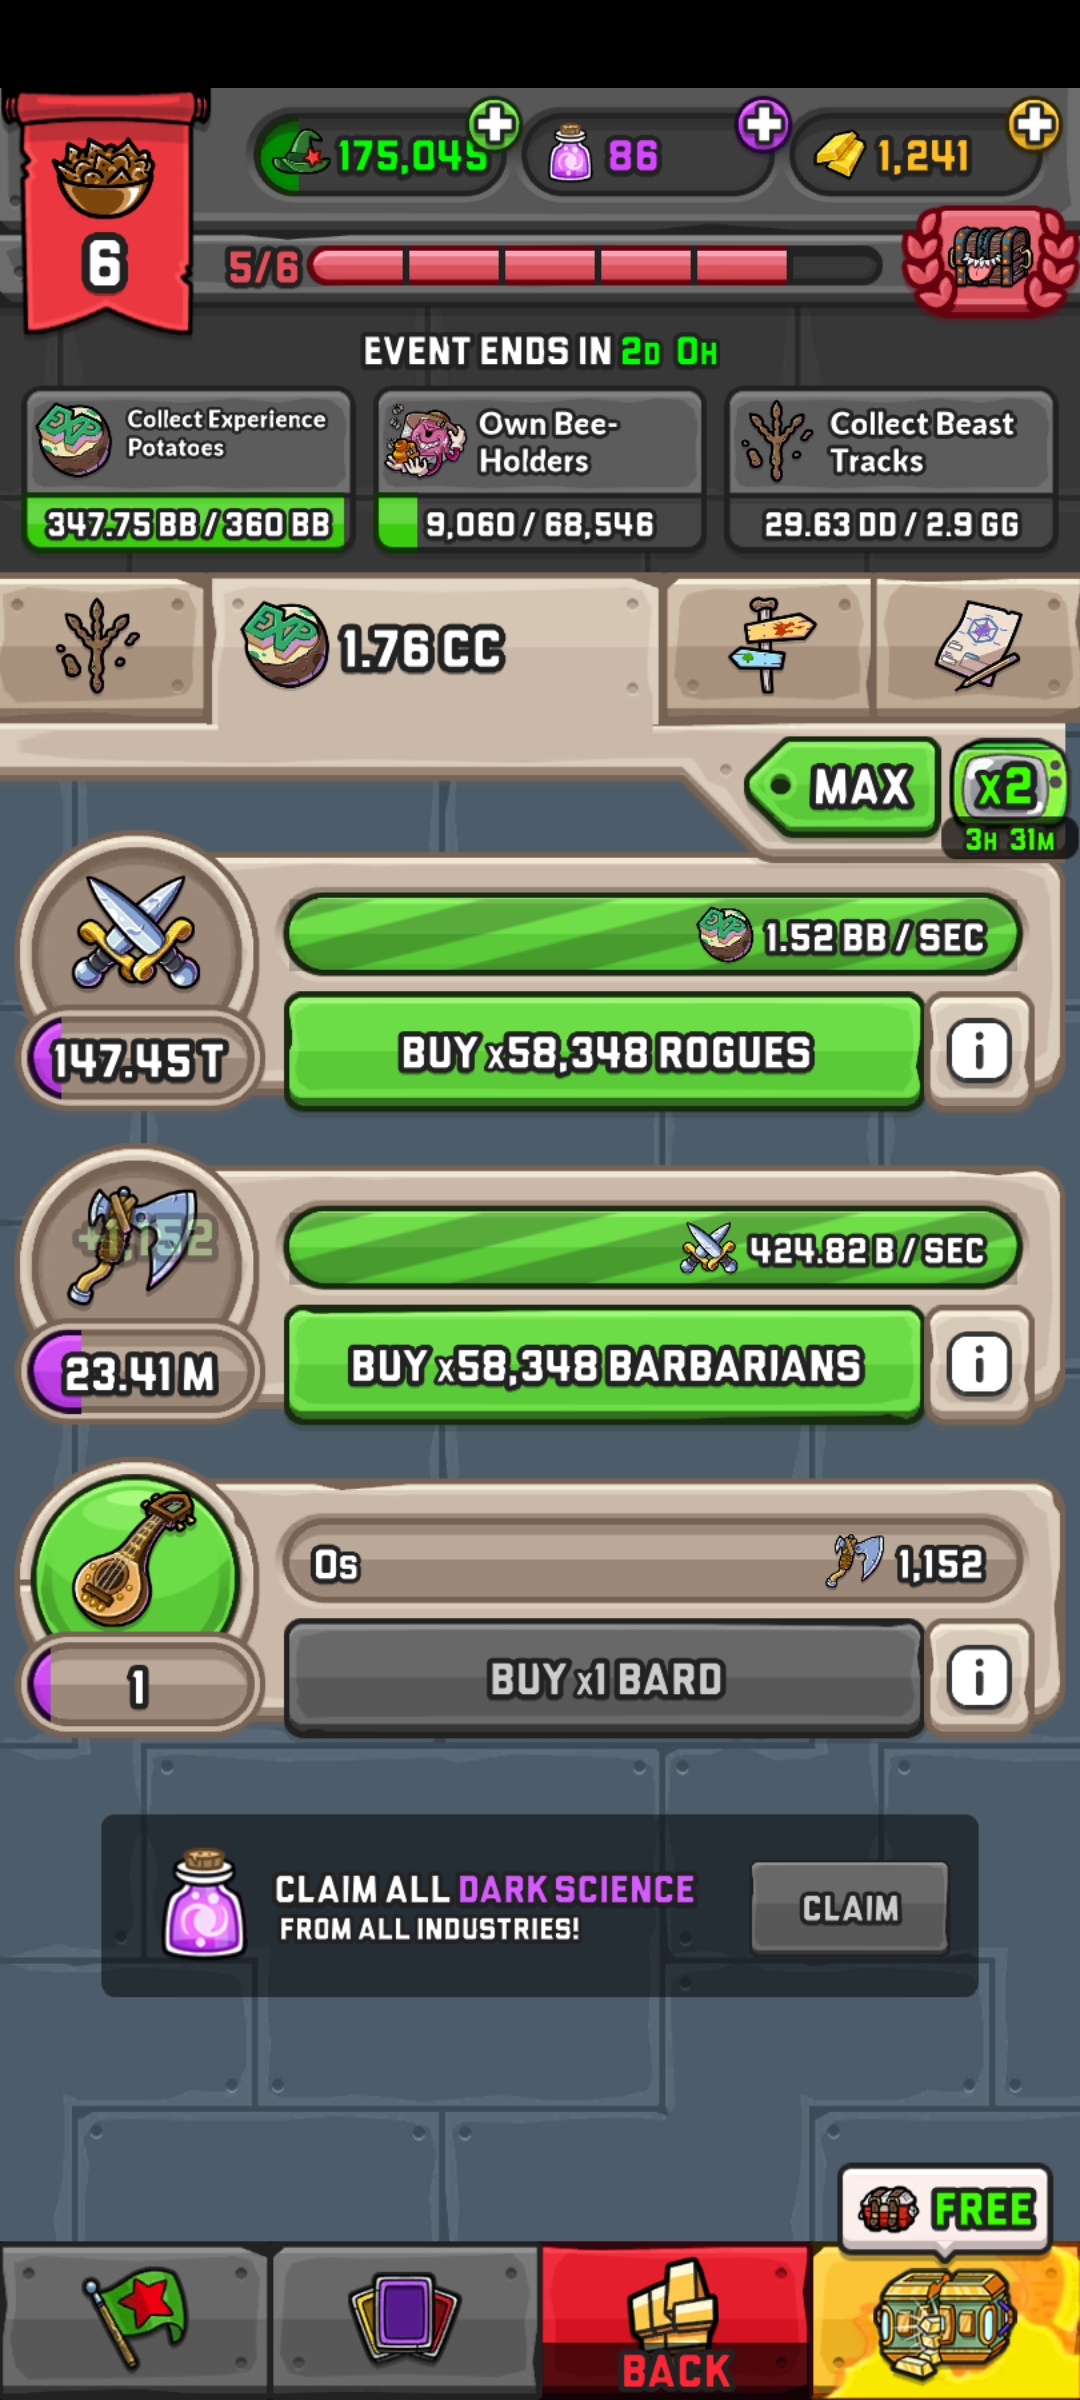 175,045
86
1,241
6
5/6
EVENT ENDS IN 2D 0H
Collect Experience Potatoes
347.75 BB / 360 BB
Own Bee-Holders
9,060 / 68,546
Collect Beast Tracks
29.63 DD / 2.9 GG
EXP
1.76 CC
MAX
x2
3H 31M
1.52 BB / SEC
147.45 T
BUY x58,348 ROGUES
+1,152
424.82 B / SEC
23.41 M
BUY x58,348 BARBARIANS
0s
1,152
1
BUY x1 BARD
CLAIM ALL DARK SCIENCE
FROM ALL INDUSTRIES!
CLAIM
FREE
BACK